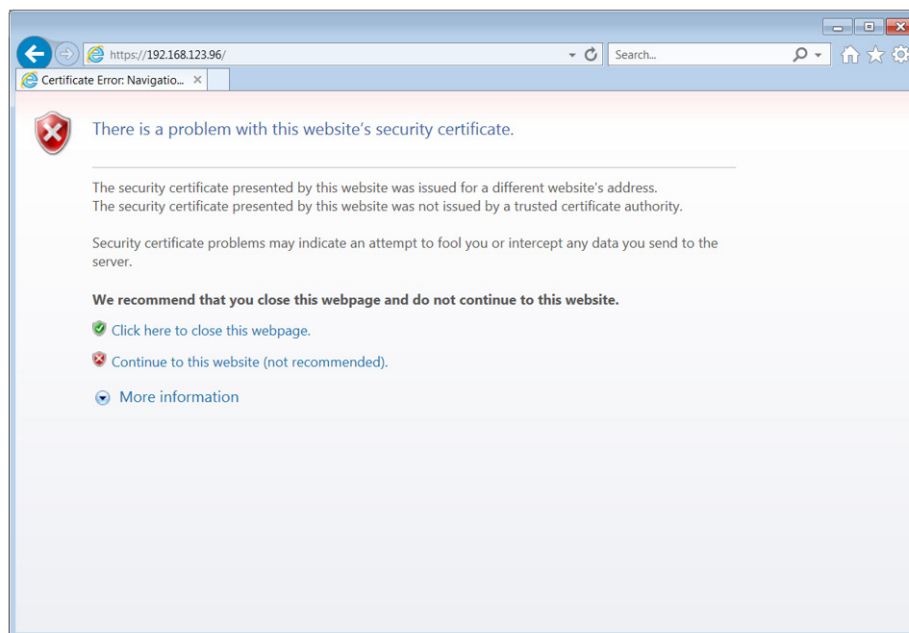 https://192.168.123.96/
Search...
Certificate Error: Navigatio...
There is a problem with this website's security certificate.
The security certificate presented by this website was issued for a different website's address.
The security certificate presented by this website was not issued by a trusted certificate authority.
Security certificate problems may indicate an attempt to fool you or intercept any data you send to the
server.
We recommend that you close this webpage and do not continue to this website.
Click here to close this webpage.
Continue to this website (not recommended).
More information